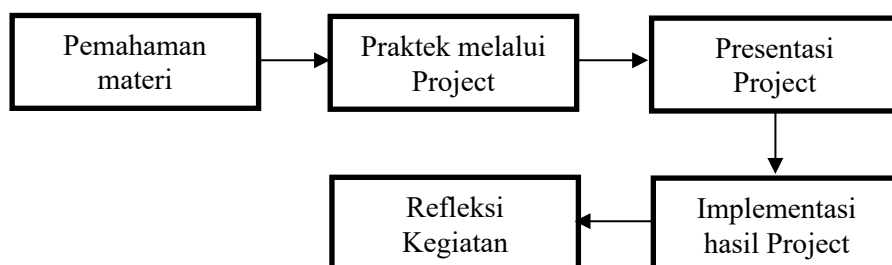 Pemahaman
materi
Praktek melalui
Project
Presentasi
Project
Implementasi
hasil Project
Refleksi
Kegiatan